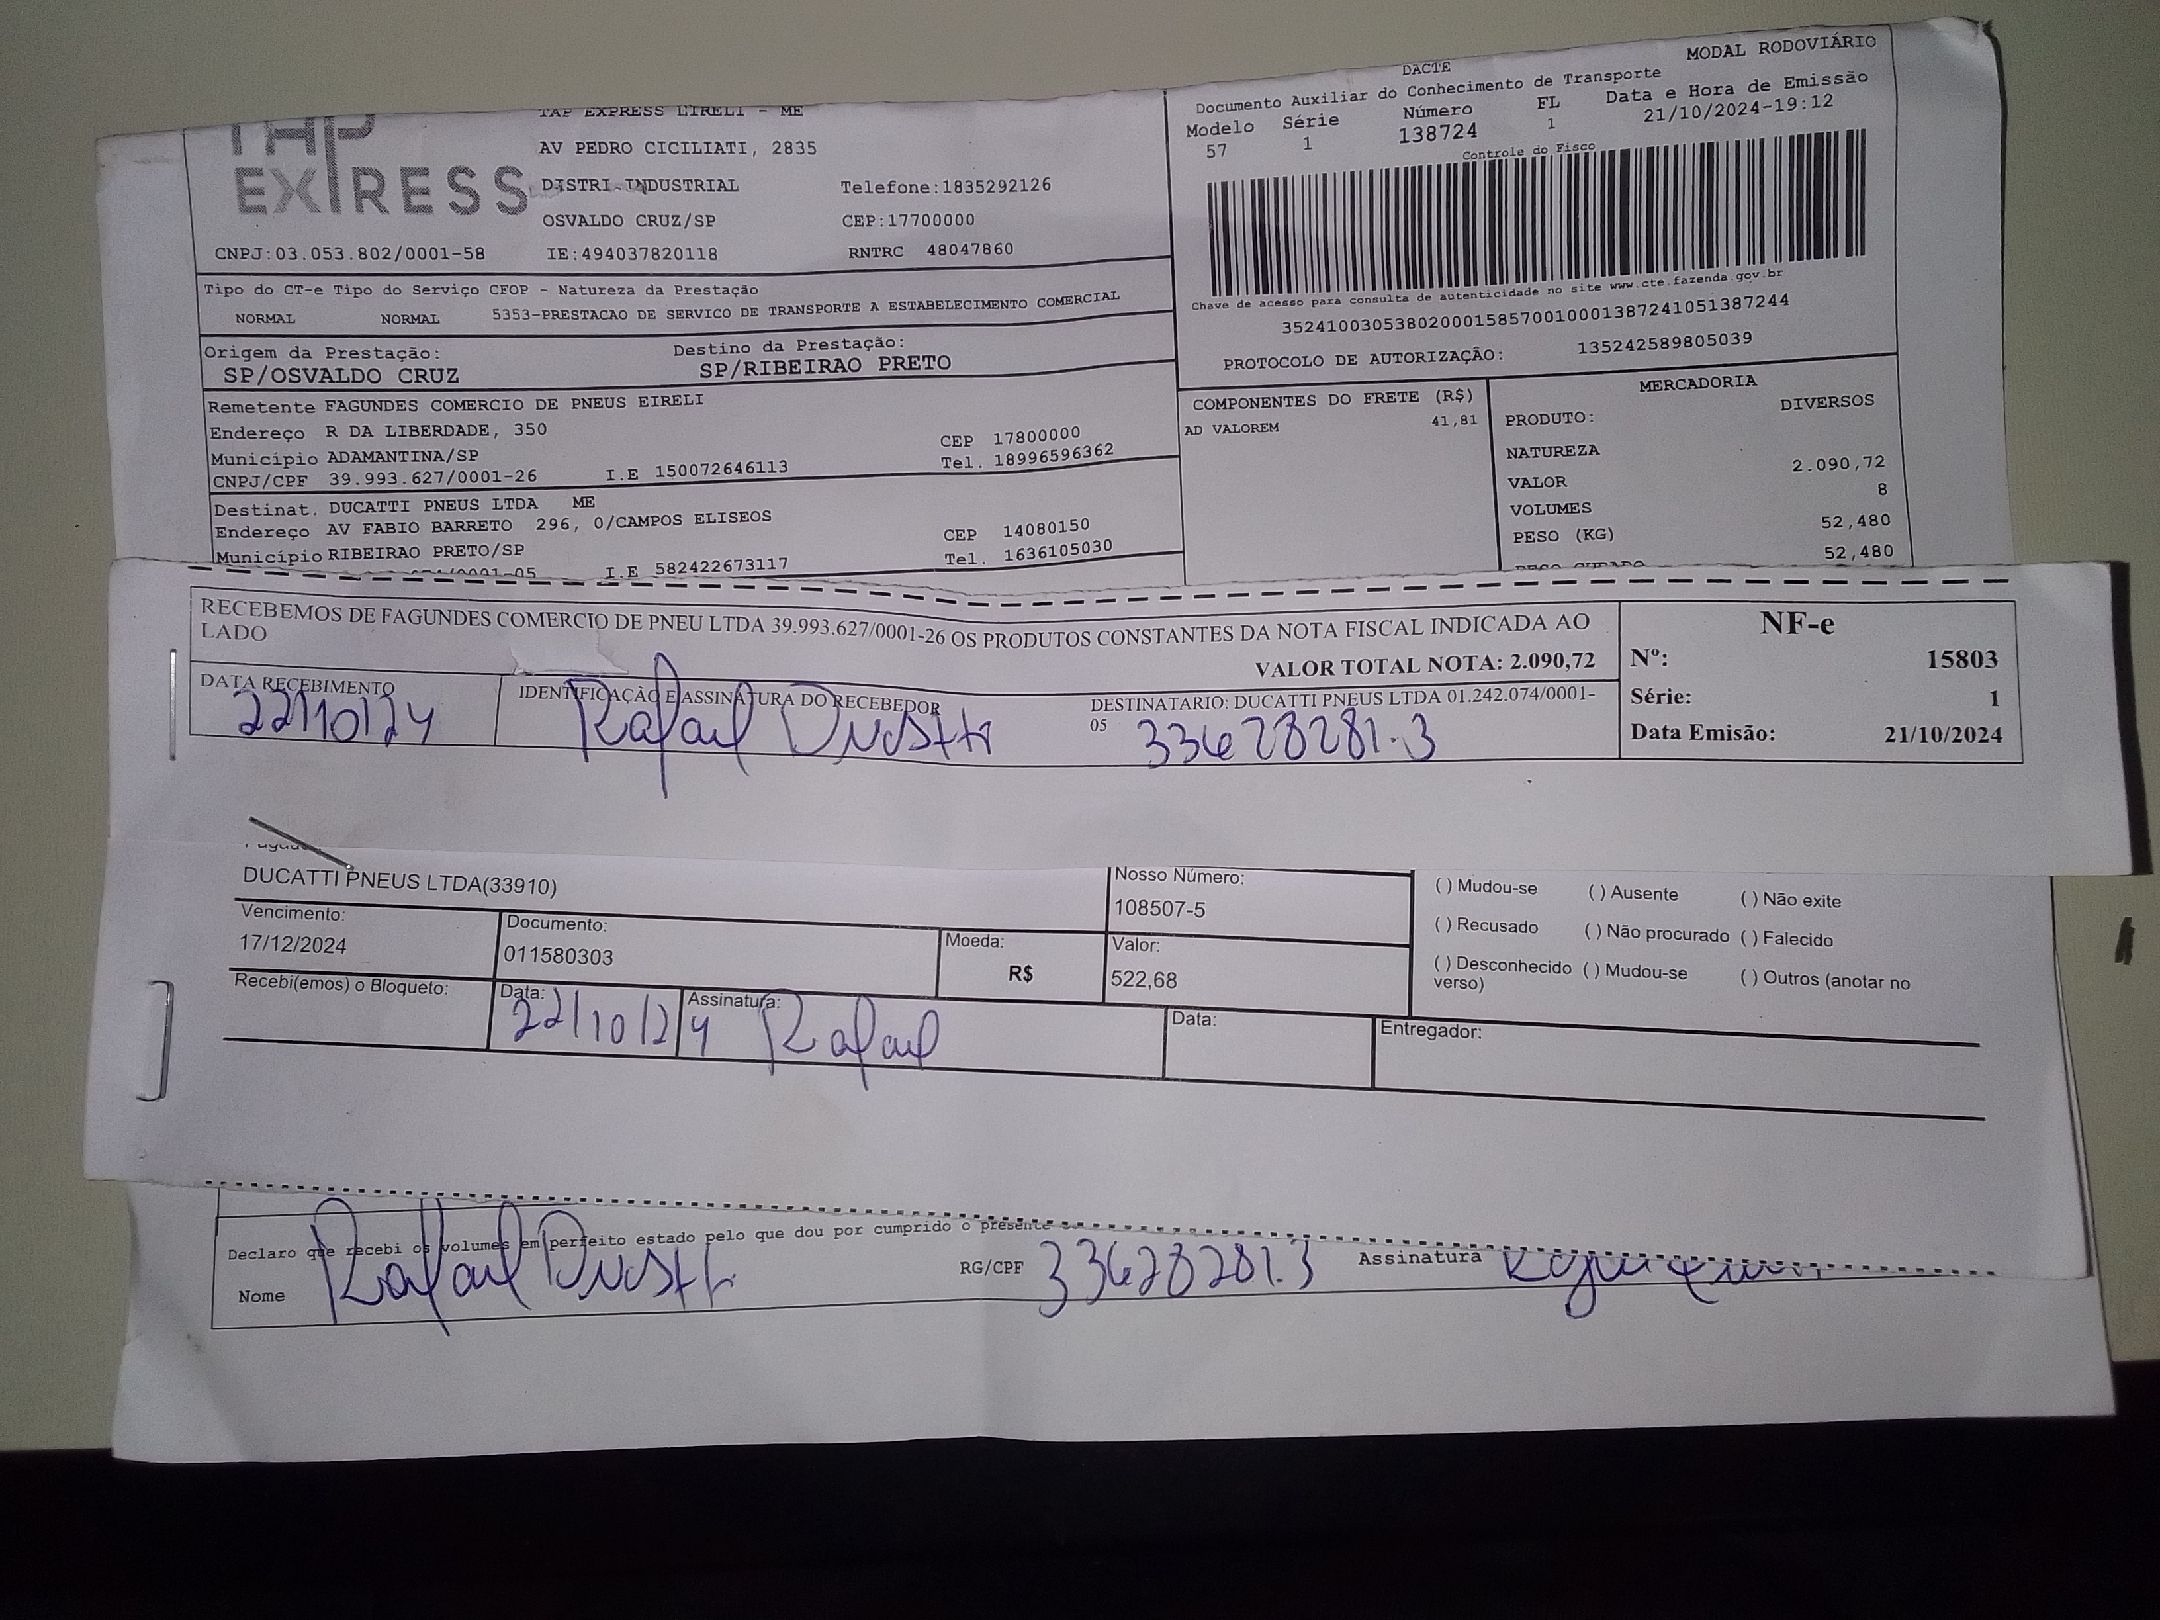 TAP EXPRESS EIRELI - ME
TAP
EXPRESS
AV PEDRO CICILIATI, 2835
DISTRI-INDUSTRIAL Telefone:1835292126
OSVALDO CRUZ/SP CEP:17700000
CNPJ:03.053.802/0001-58 IE:494037820118 RNTRC 48047860
MODAL RODOVIÁRIO
DACTE
Documento Auxiliar do Conhecimento de Transporte
Modelo Série Número FL Data e Hora de Emissão
57 1 138724 1 21/10/2024-19:12
Controle do Fisco
Chave de acesso para consulta de autenticidade no site www.cte.fazenda.gov.br
35241003053802000158570010001387241051387244
PROTOCOLO DE AUTORIZAÇÃO: 135242589805039
Tipo do CT-e Tipo do Serviço CFOP - Natureza da Prestação
NORMAL NORMAL 5353-PRESTACAO DE SERVICO DE TRANSPORTE A ESTABELECIMENTO COMERCIAL
Origem da Prestação: Destino da Prestação:
SP/OSVALDO CRUZ SP/RIBEIRAO PRETO
Remetente FAGUNDES COMERCIO DE PNEUS EIRELI
Endereço R DA LIBERDADE, 350 CEP 17800000
Município ADAMANTINA/SP Tel. 18996596362
CNPJ/CPF 39.993.627/0001-26 I.E 150072646113
Destinat. DUCATTI PNEUS LTDA ME
Endereço AV FABIO BARRETO 296, 0/CAMPOS ELISEOS CEP 14080150
Município RIBEIRAO PRETO/SP Tel. 1636105030
/0001-05 I.E 582422673117
COMPONENTES DO FRETE (R$)
AD VALOREM 41,81
MERCADORIA
PRODUTO: DIVERSOS
NATUREZA
VALOR 2.090,72
VOLUMES 8
PESO (KG) 52,480
PESO CUBADO 52,480
RECEBEMOS DE FAGUNDES COMERCIO DE PNEU LTDA 39.993.627/0001-26 OS PRODUTOS CONSTANTES DA NOTA FISCAL INDICADA AO
LADO
VALOR TOTAL NOTA: 2.090,72
DATA RECEBIMENTO IDENTIFICAÇÃO E ASSINATURA DO RECEBEDOR DESTINATARIO: DUCATTI PNEUS LTDA 01.242.074/0001-
05
22/10/24 Rafael 33628281.3
NF-e
Nº: 15803
Série: 1
Data Emisão: 21/10/2024
DUCATTI PNEUS LTDA(33910)
Nosso Número:
108507-5
Vencimento: Documento: Moeda: Valor:
17/12/2024 011580303 R$ 522,68
Recebi(emos) o Bloqueto: Data: Assinatura: Data: Entregador:
22/10/24 Rafael
( ) Mudou-se ( ) Ausente ( ) Não exite
( ) Recusado ( ) Não procurado ( ) Falecido
( ) Desconhecido ( ) Mudou-se ( ) Outros (anotar no
verso)
Declaro que recebi os volumes em perfeito estado pelo que dou por cumprido o presente
Nome Rafael RG/CPF 33628281.3 Assinatura